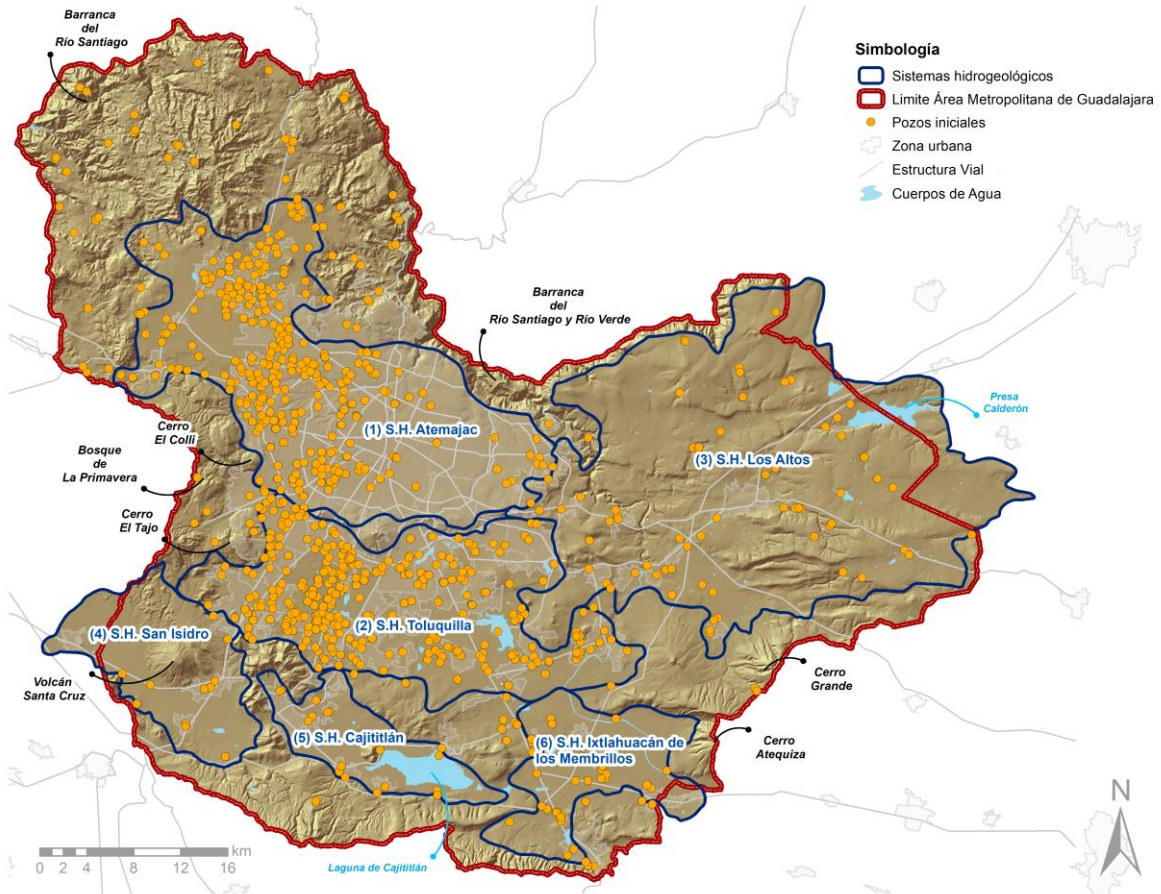 Barranca
del
Río Santiago
Simbología
Sistemas hidrogeológicos
Limite Área Metropolitana de Guadalajara
Pozos iniciales
Zona urbana
Estructura Vial
Cuerpos de Agua
Barranca
del
Río Santiago y Río Verde
Presa
Calderón
Cerro
El Colli
(1) S.H. Atemajac
Bosque
de
La Primavera
(3) S.H. Los Altos
Cerro
El Tajo
(4) S.H. San Isidro
(2) S.H. Toluquilla
Volcán
Santa Cruz
Cerro
Grande
(5) S.H. Cajititlán
(6) S.H. Ixtlahuacán de
los Membrillos
Cerro
Atequiza
N
km
0 2 4 8 12 16
Laguna de Cajititlán